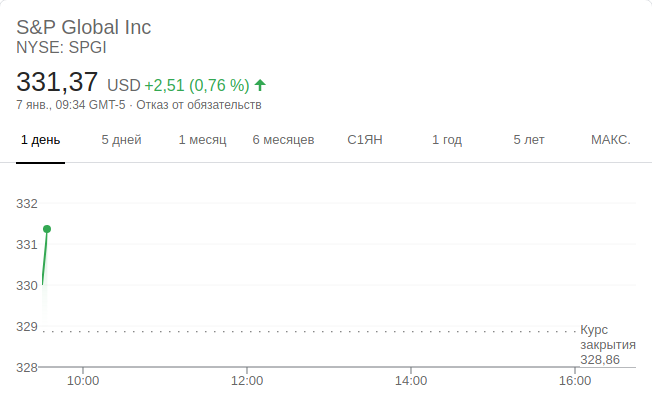 S&P Global Inc
NYSE: SPGI
331,37 USD +2,51 (0,76 %)
7 янв., 09:34 GMT-5 · Отказ от обязательств
1 день 5 дней 1 месяц 6 месяцев С1ЯН 1 год 5 лет МАКС.
332
331
330
329
328
Курс
закрытия
328,86
10:00 12:00 14:00 16:00